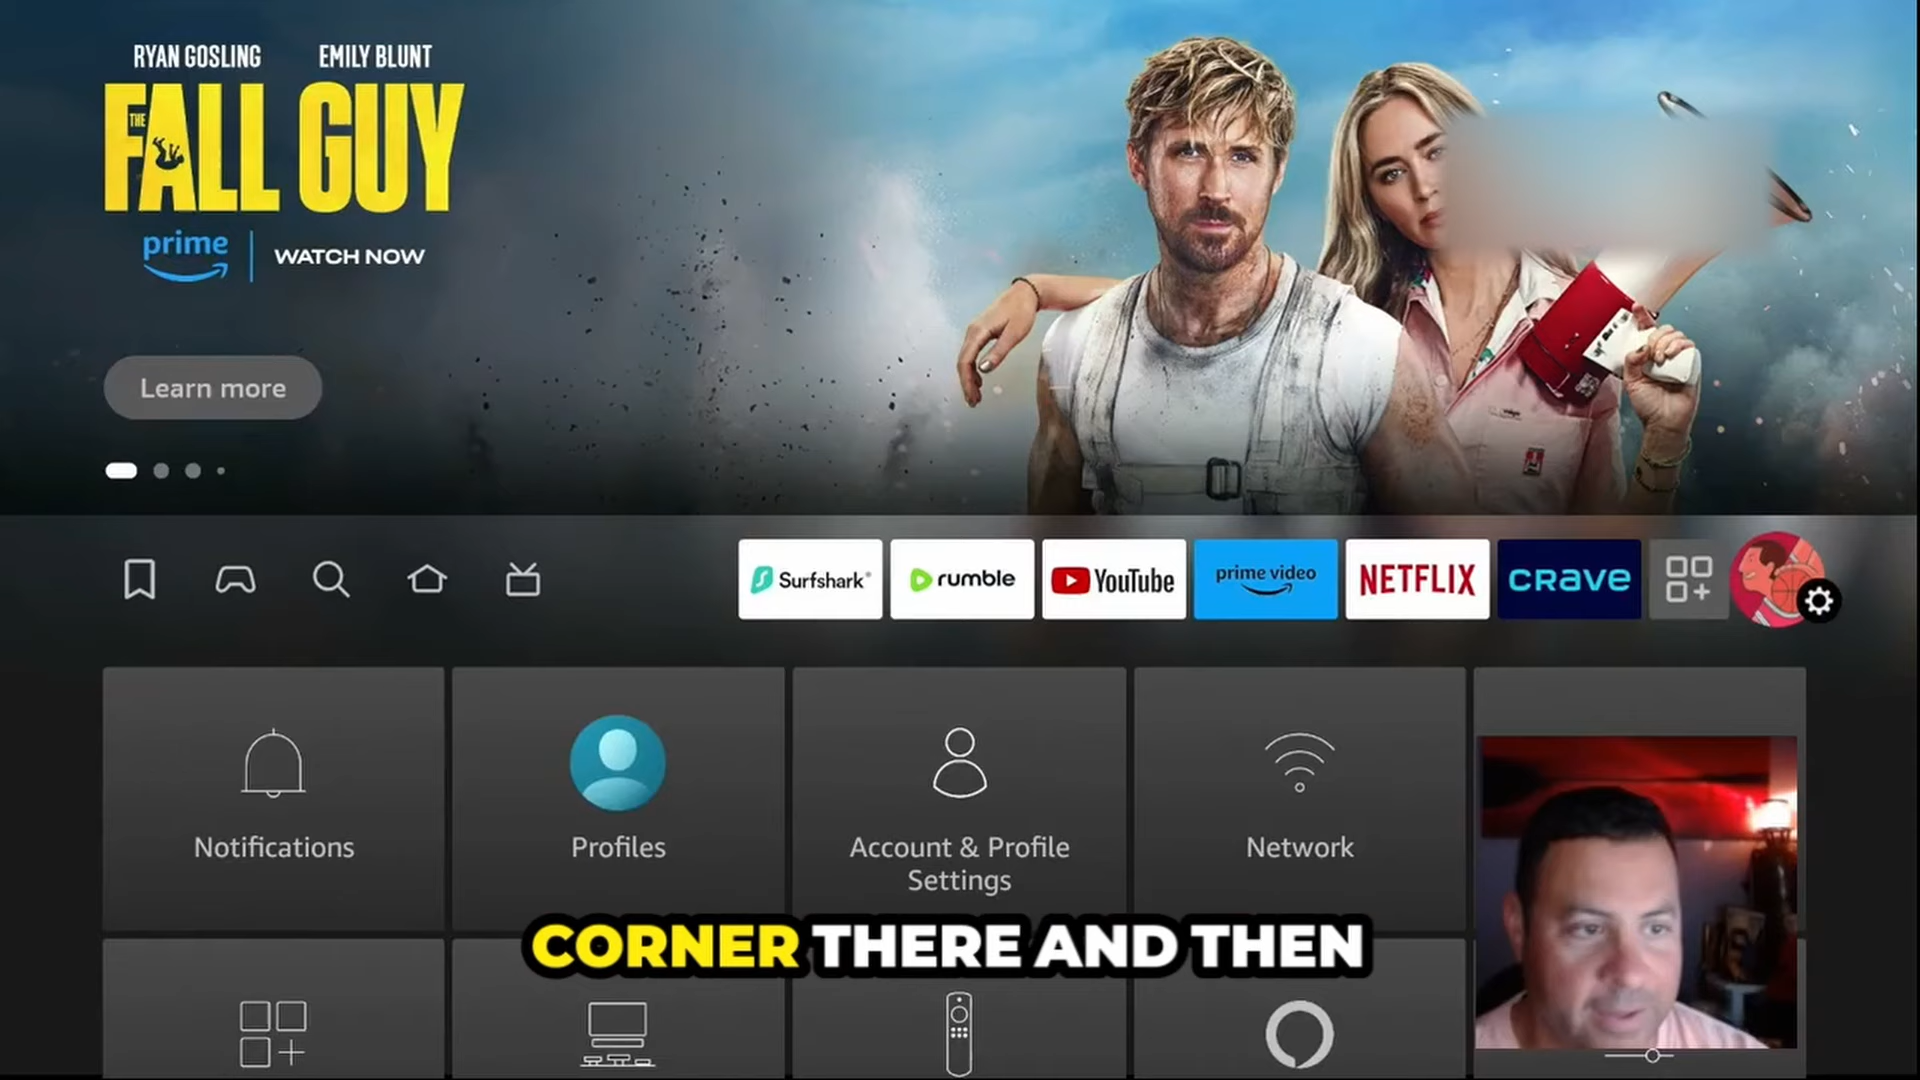 RYAN GOSLING EMILY BLUNT
THE
FALL GUY
prime | WATCH NOW
Learn more
Surfshark® rumble YouTube prime video NETFLIX CRAVE
Notifications Profiles Account & Profile Settings Network
CORNER THERE AND THEN